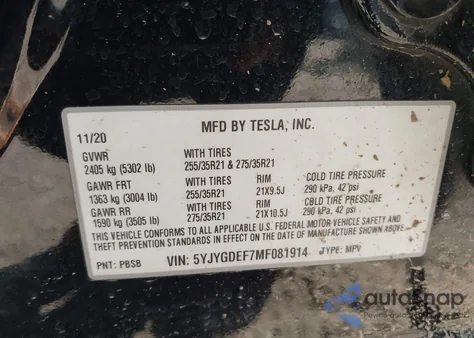 MFD BY TESLA, INC.
11/20
GVWR WITH TIRES
2405 kg (5302 lb) 255/35R21 & 275/35R21
GAWR FRT WITH TIRES RIM COLD TIRE PRESSURE
1363 kg (3004 lb) 255/35R21 21X9.5J 290 kPa, 42 psi
GAWR RR WITH TIRES RIM COLD TIRE PRESSURE
1590 kg (3505 lb) 275/35R21 21X10.5J 290 kPa, 42 psi
THIS VEHICLE CONFORMS TO ALL APPLICABLE U.S. FEDERAL MOTOR VEHICLE SAFETY AND
THEFT PREVENTION STANDARDS IN EFFECT ON THE DATE OF MANUFACTURE SHOWN ABOVE.
PNT: PBSB VIN: 5YJYGDEF7MF081914 TYPE: MPV
autosnap